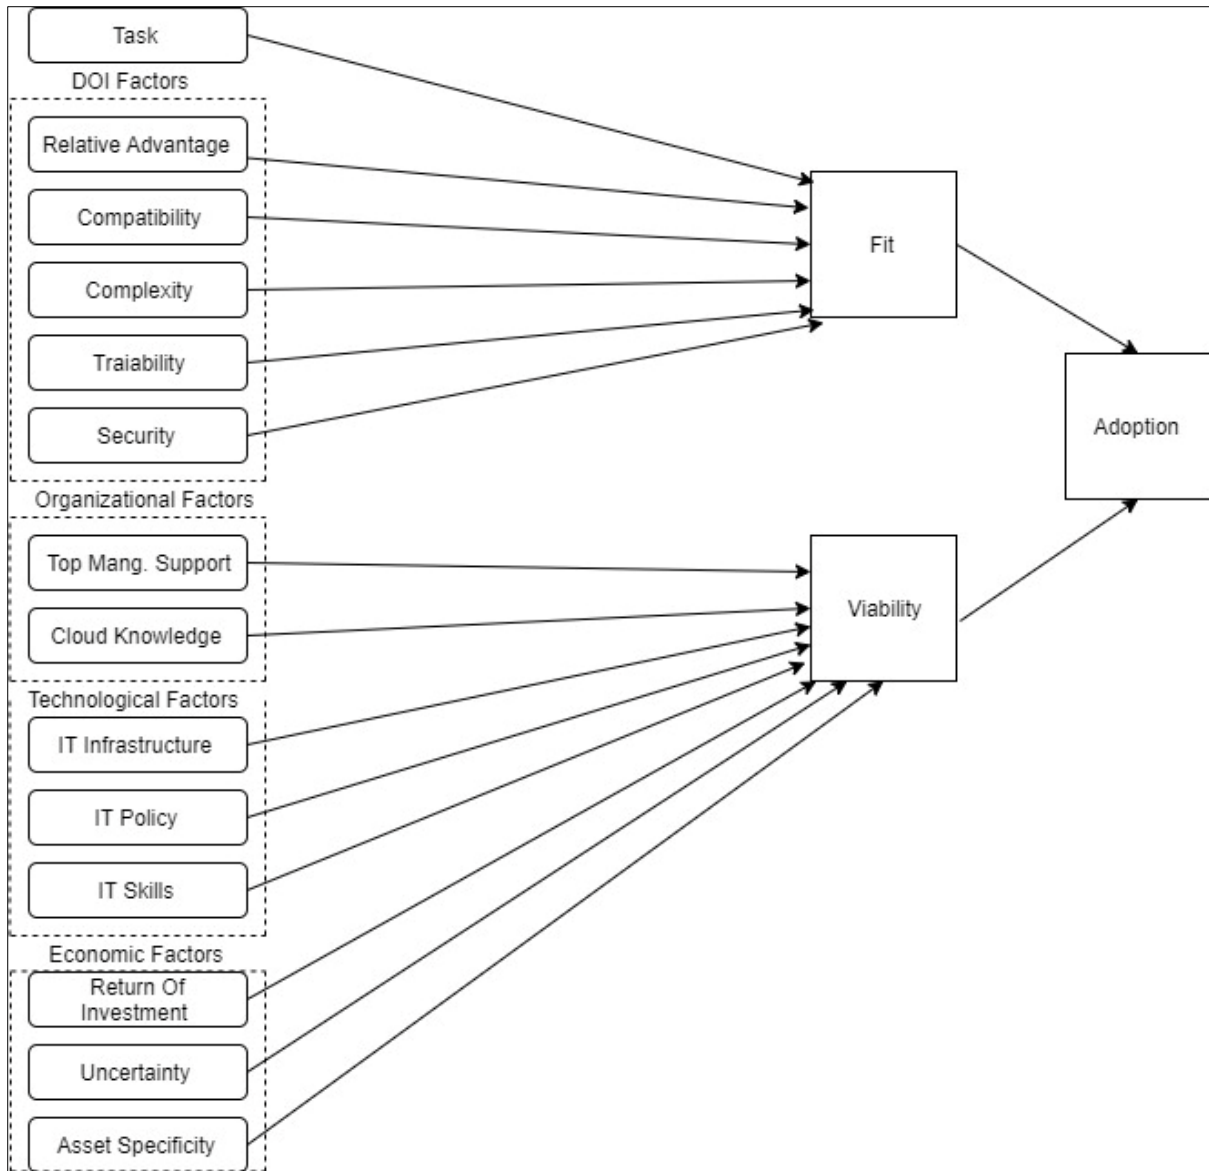 Task
DOI Factors
Relative Advantage
Compatibility
Complexity
Traiability
Security
Fit
Adoption
Organizational Factors
Top Mang. Support
Cloud Knowledge
Viability
Technological Factors
IT Infrastructure
IT Policy
IT Skills
Economic Factors
Return Of
Investment
Uncertainty
Asset Specificity